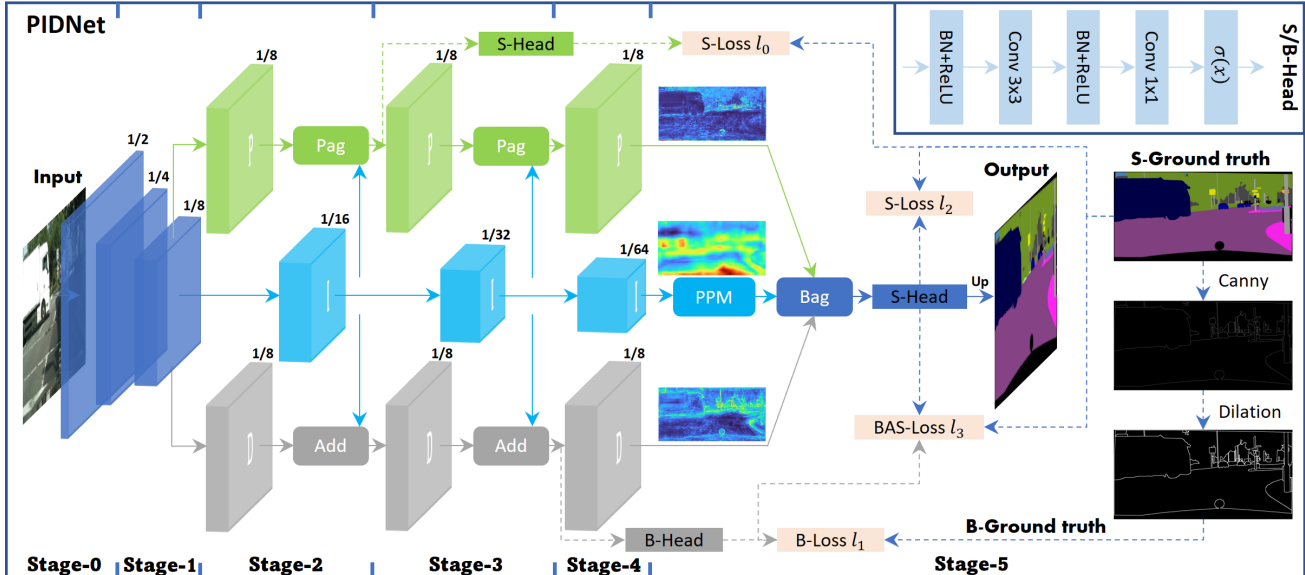 PIDNet
Input
1/2
1/4
1/8
1/8
P
Pag
1/8
P
Pag
1/8
P
S-Head
S-Loss l₀
1/16
I
1/32
I
1/64
I
PPM
Bag
S-Head
Up
Output
1/8
D
Add
1/8
D
Add
1/8
D
S-Loss l₂
BAS-Loss l₃
B-Head
B-Loss l₁
BN+ReLU
Conv 3x3
BN+ReLU
Conv 1x1
σ(x)
S/B-Head
S-Ground truth
Canny
Dilation
B-Ground truth
Stage-0
Stage-1
Stage-2
Stage-3
Stage-4
Stage-5